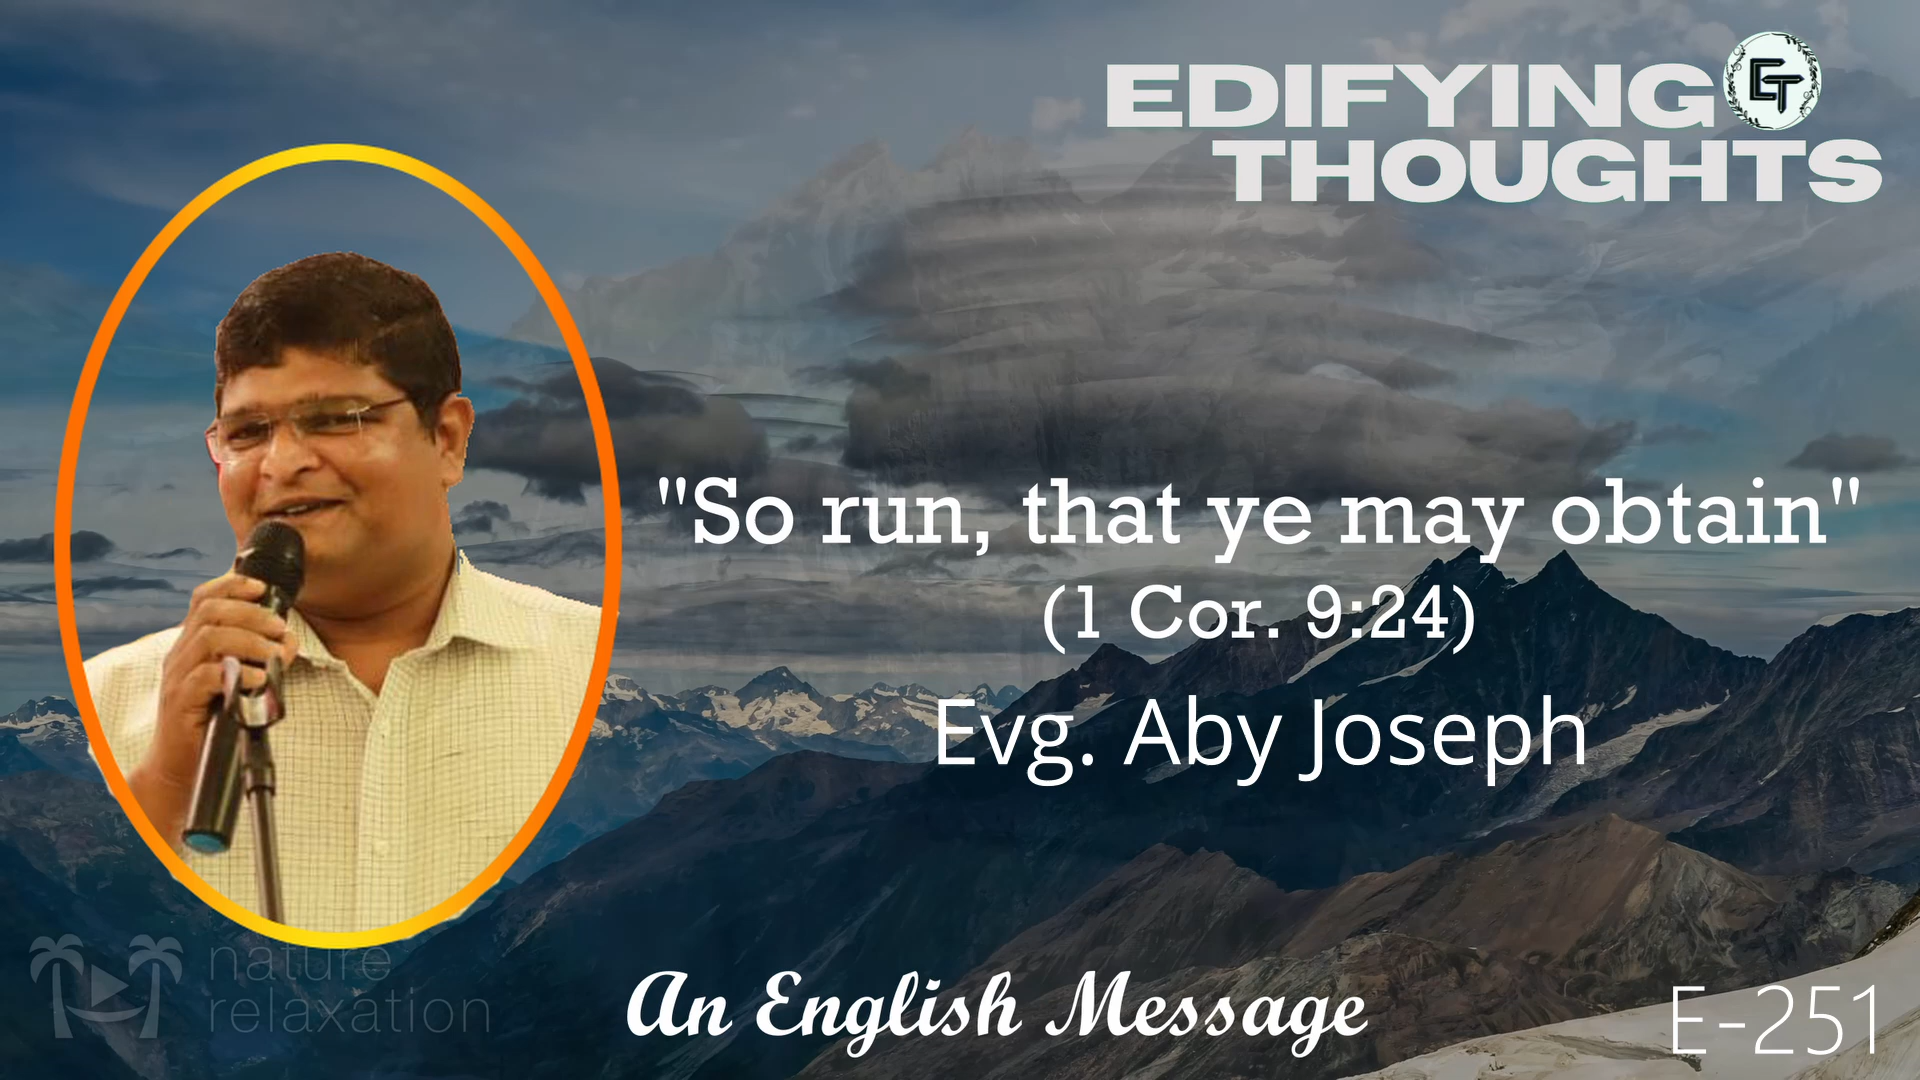 EDIFYING
ET
THOUGHTS
"So run, that ye may obtain"
(1 Cor. 9:24)
Evg. Aby Joseph
nature
relaxation
An English Message
E-251